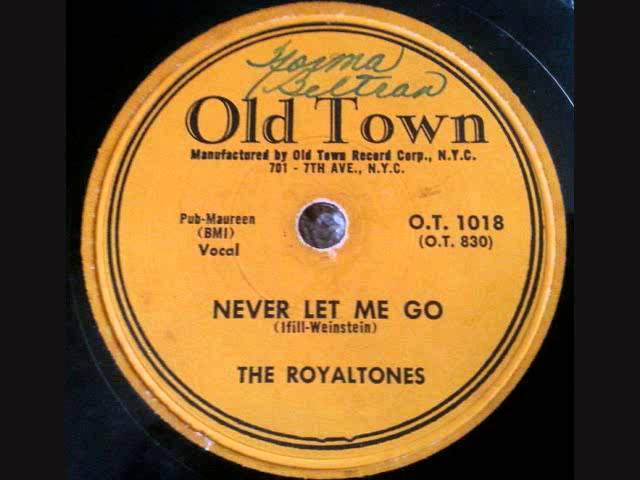 Norma
Beltran
Old Town
Manufactured by Old Town Record Corp., N.Y.C.
701 - 7TH AVE., N.Y.C.
Pub-Maureen
(BMI)
Vocal
O.T. 1018
(O.T. 830)
NEVER LET ME GO
(Ifill-Weinstein)
THE ROYALTONES